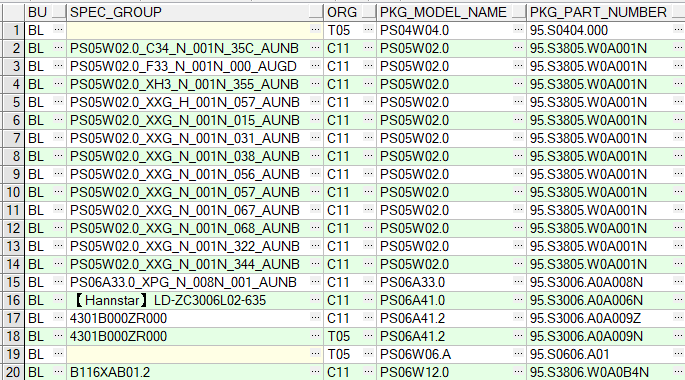 BU SPEC_GROUP ORG PKG_MODEL_NAME PKG_PART_NUMBER
1 BL T05 PS04W04.0 95.S0404.000
2 BL PS05W02.0_C34_N_001N_35C_AUNB C11 PS05W02.0 95.S3805.W0A001N
3 BL PS05W02.0_F33_N_001N_000_AUGD C11 PS05W02.0 95.S3805.W0A001N
4 BL PS05W02.0_XH3_N_001N_355_AUNB C11 PS05W02.0 95.S3805.W0A001N
5 BL PS05W02.0_XXG_H_001N_057_AUNB C11 PS05W02.0 95.S3805.W0A001N
6 BL PS05W02.0_XXG_N_001N_015_AUNB C11 PS05W02.0 95.S3805.W0A001N
7 BL PS05W02.0_XXG_N_001N_031_AUNB C11 PS05W02.0 95.S3805.W0A001N
8 BL PS05W02.0_XXG_N_001N_038_AUNB C11 PS05W02.0 95.S3805.W0A001N
9 BL PS05W02.0_XXG_N_001N_056_AUNB C11 PS05W02.0 95.S3805.W0A001N
10 BL PS05W02.0_XXG_N_001N_057_AUNB C11 PS05W02.0 95.S3805.W0A001N
11 BL PS05W02.0_XXG_N_001N_067_AUNB C11 PS05W02.0 95.S3805.W0A001N
12 BL PS05W02.0_XXG_N_001N_068_AUNB C11 PS05W02.0 95.S3805.W0A001N
13 BL PS05W02.0_XXG_N_001N_322_AUNB C11 PS05W02.0 95.S3805.W0A001N
14 BL PS05W02.0_XXG_N_001N_344_AUNB C11 PS05W02.0 95.S3805.W0A001N
15 BL PS06A33.0_XPG_N_008N_001_AUNB C11 PS06A33.0 95.S3006.A0A008N
16 BL 【Hannstar】LD-ZC3006L02-635 C11 PS06A41.0 95.S3006.A0A006N
17 BL 4301B000ZR000 C11 PS06A41.2 95.S3006.A0A009Z
18 BL 4301B000ZR000 T05 PS06A41.2 95.S3006.A0A009N
19 BL T05 PS06W06.A 95.S0606.A01
20 BL B116XAB01.2 C11 PS06W12.0 95.S3806.W0A0B4N